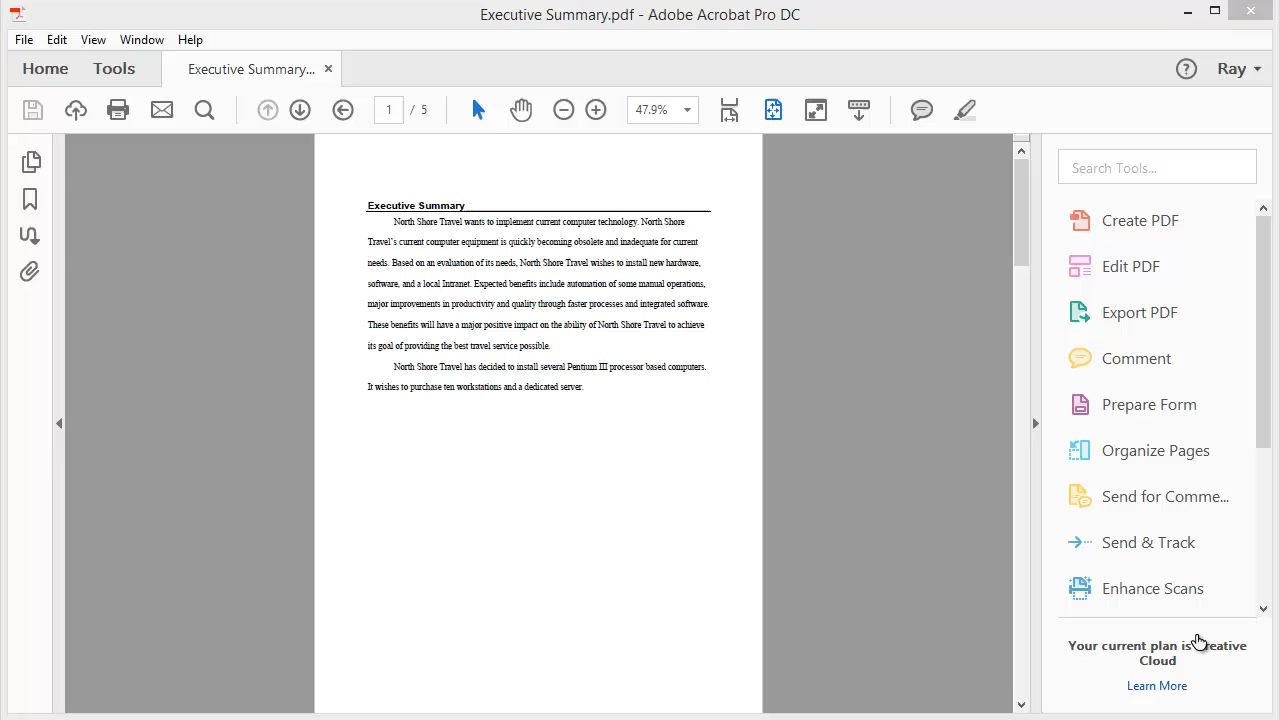 Executive Summary.pdf - Adobe Acrobat Pro DC
File Edit View Window Help
Home Tools Executive Summary... × Ray
1 / 5 47.9%
Search Tools...
Executive Summary
North Shore Travel wants to implement current computer technology. North Shore
Travel's current computer equipment is quickly becoming obsolete and inadequate for current
needs. Based on an evaluation of its needs, North Shore Travel wishes to install new hardware,
software, and a local Intranet. Expected benefits include automation of some manual operations,
major improvements in productivity and quality through faster processes and integrated software.
These benefits will have a major positive impact on the ability of North Shore Travel to achieve
its goal of providing the best travel service possible.
North Shore Travel has decided to install several Pentium III processor based computers.
It wishes to purchase ten workstations and a dedicated server.
Create PDF
Edit PDF
Export PDF
Comment
Prepare Form
Organize Pages
Send for Comme...
Send & Track
Enhance Scans
Your current plan is Creative
Cloud
Learn More